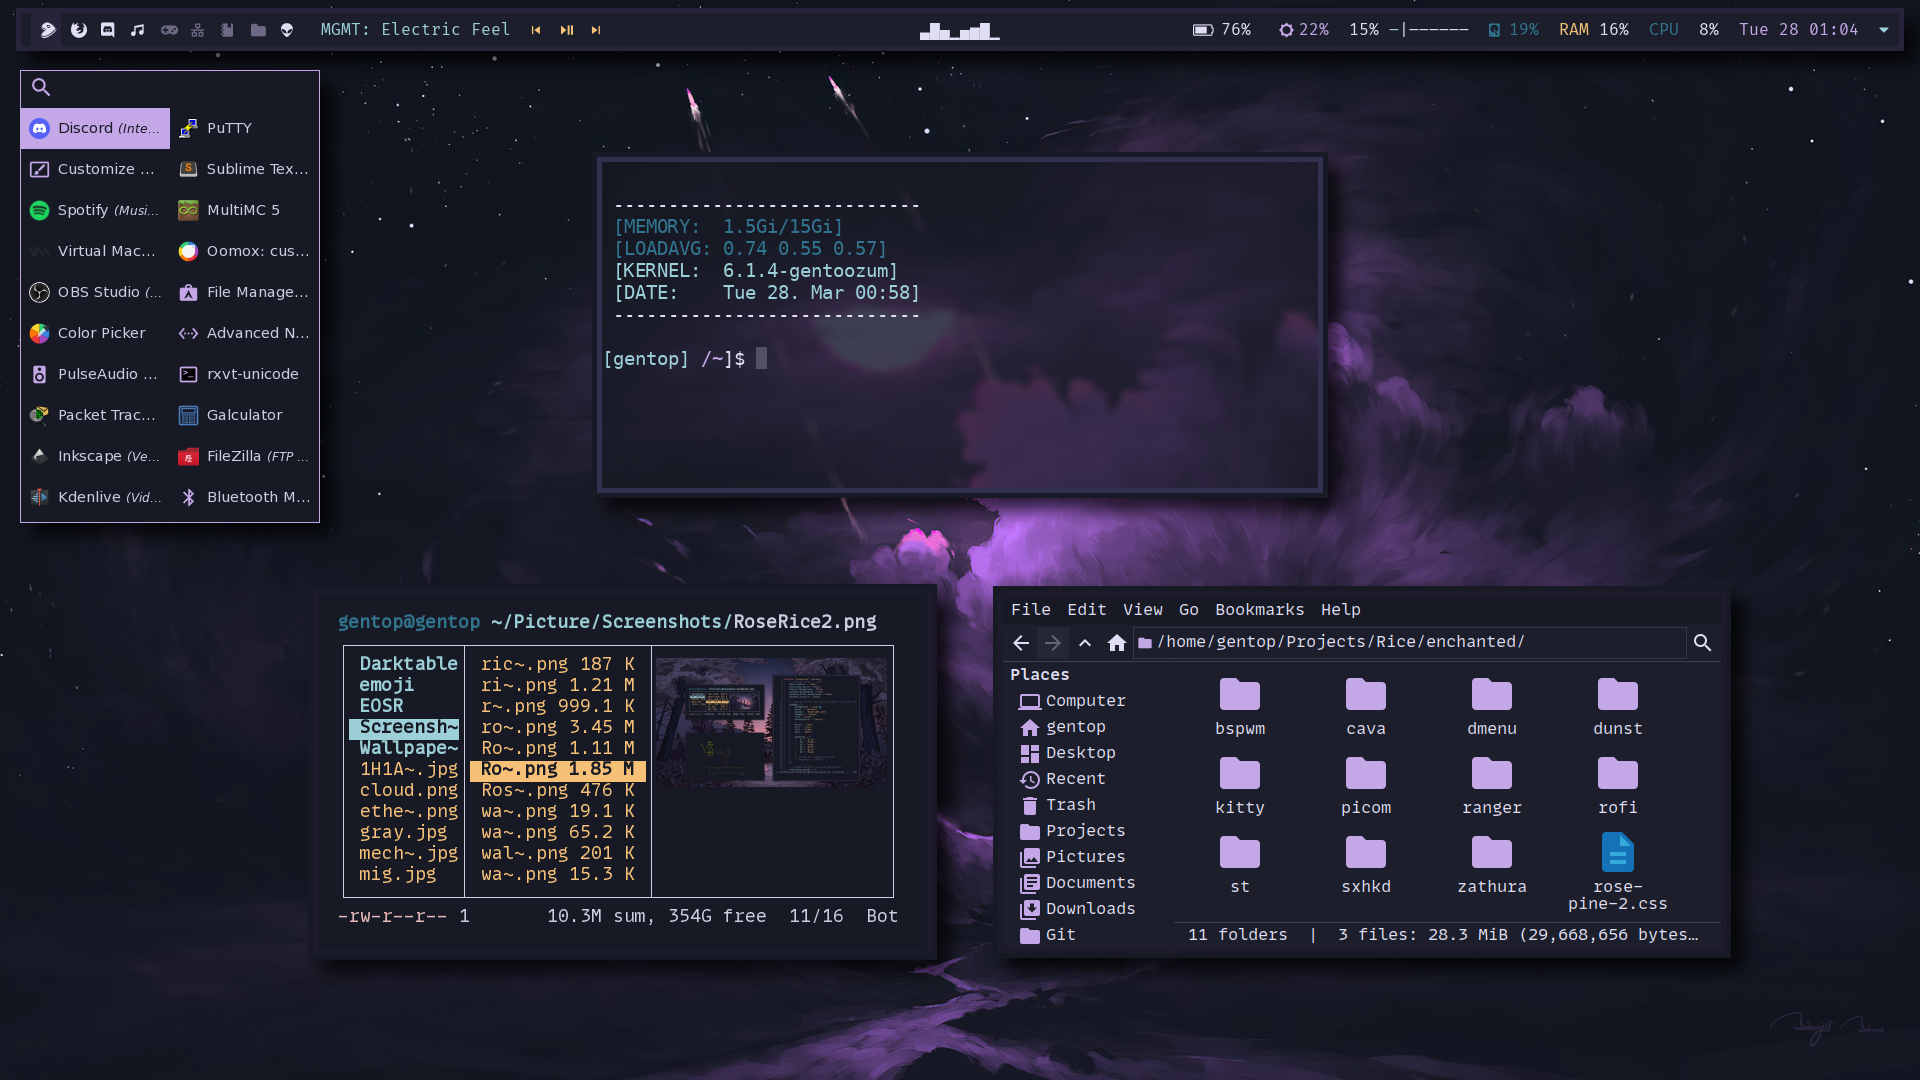 MGMT: Electric Feel
76% 22% 15% —|—————— 19% RAM 16% CPU 8% Tue 28 01:04
Discord (Inte...
PuTTY
Customize ...
Sublime Tex...
Spotify (Musi...
MultiMC 5
Virtual Mac...
Oomox: cus...
OBS Studio (...
File Manage...
Color Picker
Advanced N...
PulseAudio ...
rxvt-unicode
Packet Trac...
Galculator
Inkscape (Ve...
FileZilla (FTP ...
Kdenlive (Vid...
Bluetooth M...
----------------------------
[MEMORY:  1.5Gi/15Gi]
[LOADAVG: 0.74 0.55 0.57]
[KERNEL:  6.1.4-gentoozum]
[DATE:    Tue 28. Mar 00:58]
----------------------------
[gentop] /~]$
gentop@gentop ~/Picture/Screenshots/RoseRice2.png
Darktable
emoji
EOSR
Screensh~
Wallpape~
1H1A~.jpg
cloud.png
ethe~.png
gray.jpg
mech~.jpg
mig.jpg
ric~.png 187 K
ri~.png 1.21 M
r~.png 999.1 K
ro~.png 3.45 M
Ro~.png 1.11 M
Ro~.png 1.85 M
Ros~.png 476 K
wa~.png 19.1 K
wa~.png 65.2 K
wal~.png 201 K
wa~.png 15.3 K
-rw-r--r-- 1 10.3M sum, 354G free 11/16 Bot
File Edit View Go Bookmarks Help
/home/gentop/Projects/Rice/enchanted/
Places
Computer
gentop
Desktop
Recent
Trash
Projects
Pictures
Documents
Downloads
Git
bspwm cava dmenu dunst
kitty picom ranger rofi
st sxhkd zathura rose-
pine-2.css
11 folders | 3 files: 28.3 MiB (29,668,656 bytes...